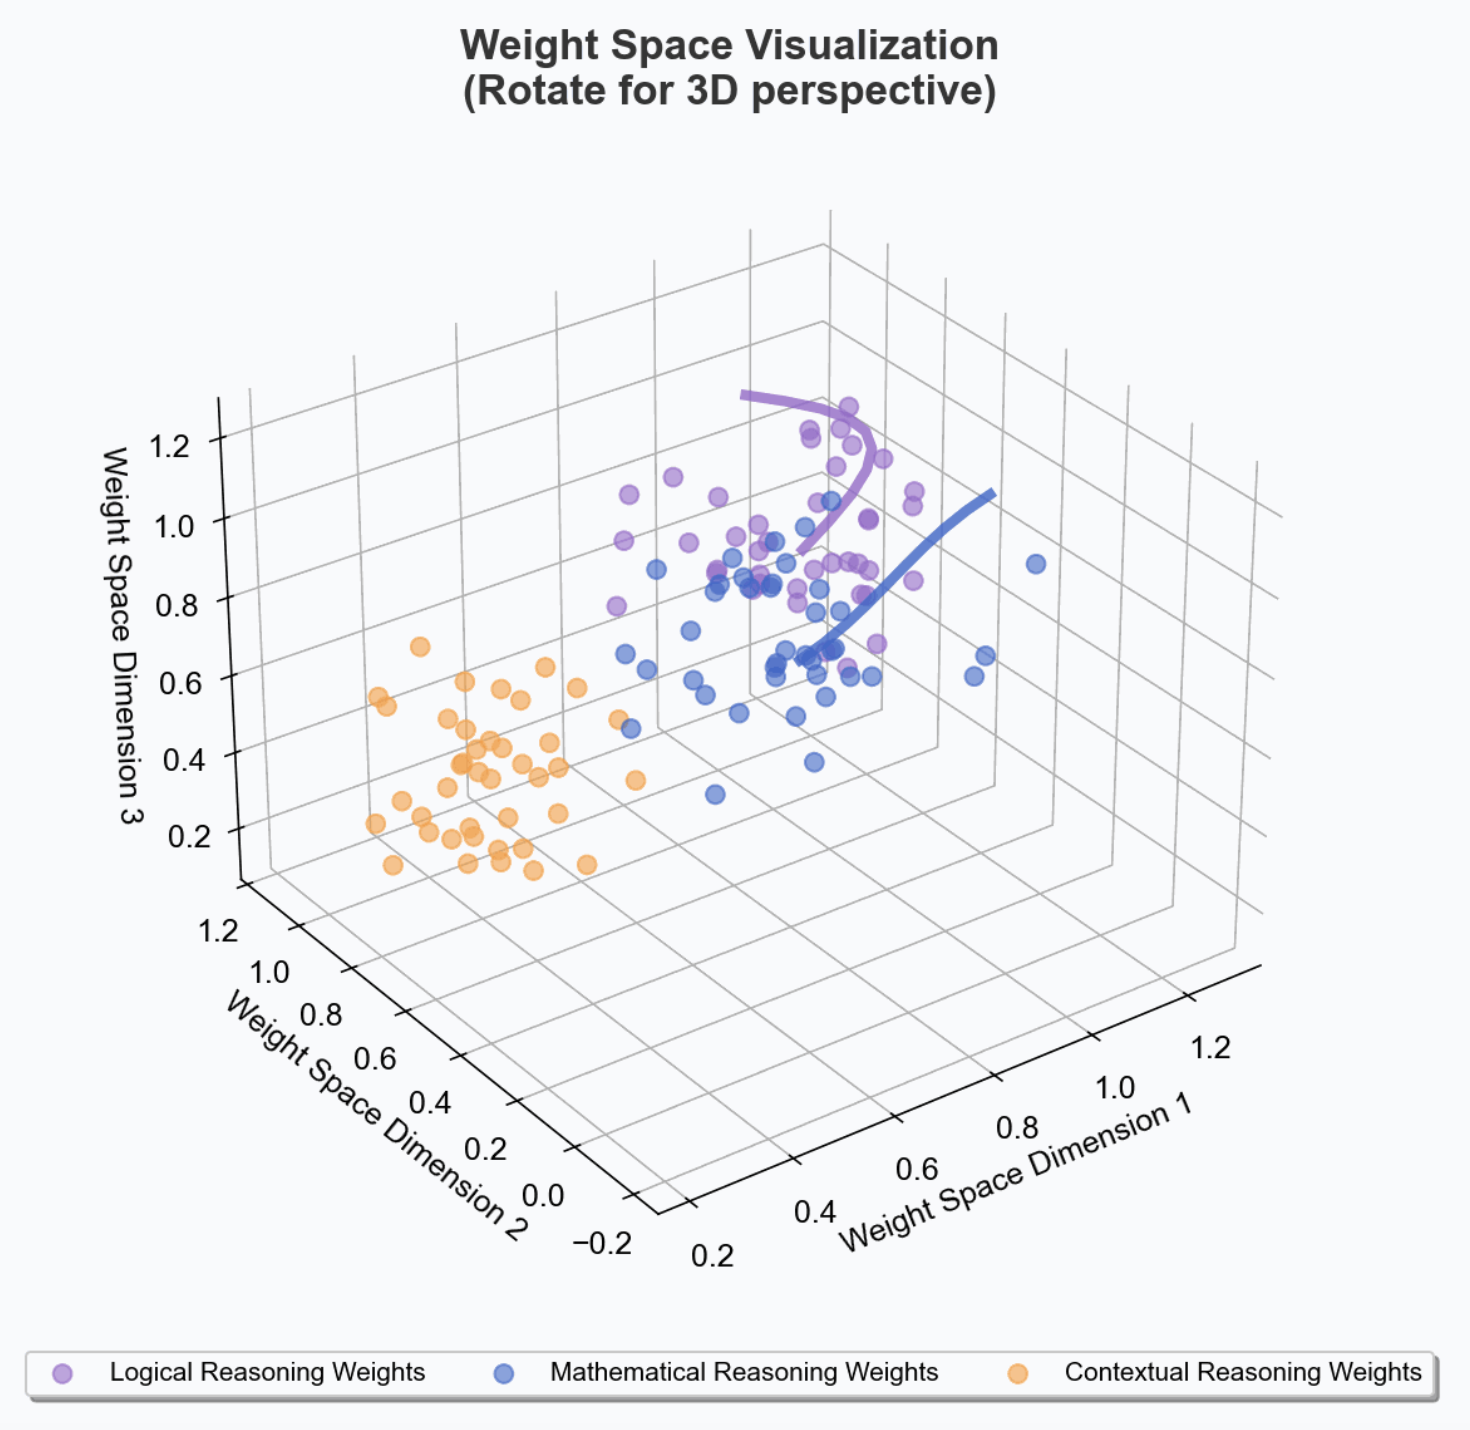 Weight Space Visualization
(Rotate for 3D perspective)
1.2
1.0
0.8
0.6
0.4
0.2
Weight Space Dimension 3
1.2
1.0
0.8
0.6
0.4
0.2
0.0
−0.2
Weight Space Dimension 2
0.2
0.4
0.6
0.8
1.0
1.2
Weight Space Dimension 1
Logical Reasoning Weights
Mathematical Reasoning Weights
Contextual Reasoning Weights